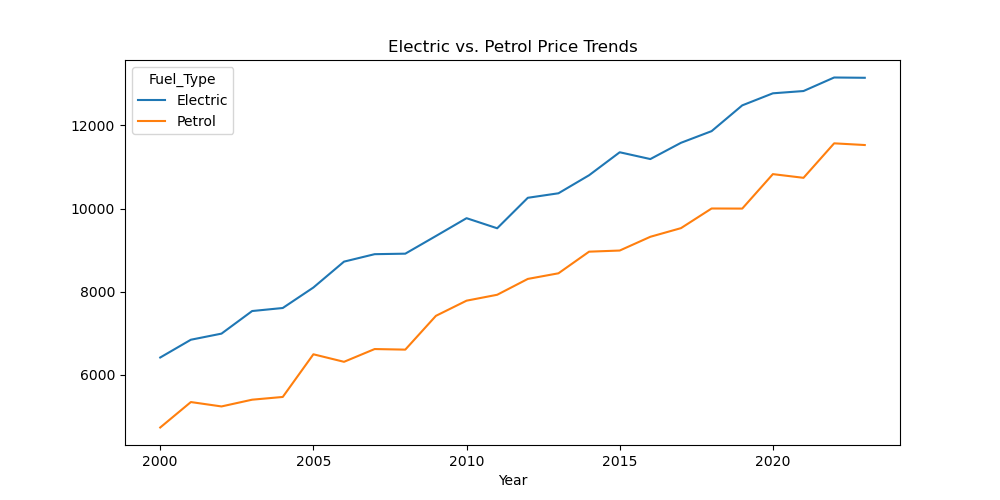 Electric vs. Petrol Price Trends
Fuel_Type
Electric
Petrol
12000
10000
8000
6000
2000 2005 2010 2015 2020
Year